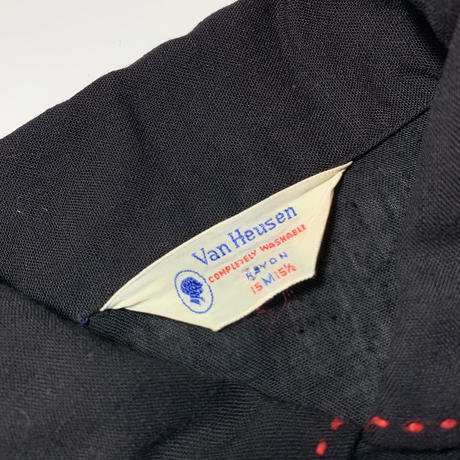 Van Heusen
COMPLETELY WASHABLE
RAYON
15 M 15½